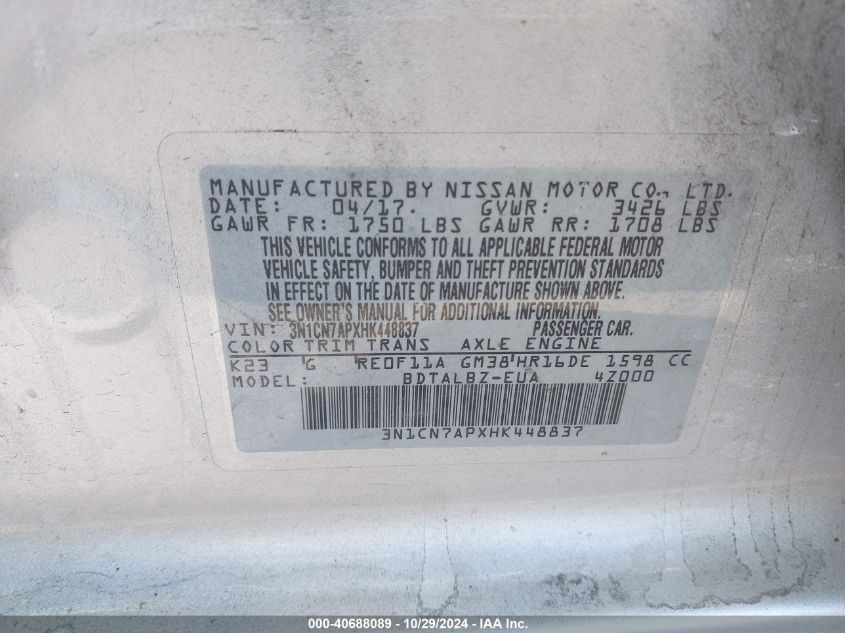 MANUFACTURED BY NISSAN MOTOR CO., LTD.
DATE: 04/17. GVWR: 3426 LBS
GAWR FR: 1750 LBS GAWR RR: 1708 LBS
THIS VEHICLE CONFORMS TO ALL APPLICABLE FEDERAL MOTOR
VEHICLE SAFETY, BUMPER AND THEFT PREVENTION STANDARDS
IN EFFECT ON THE DATE OF MANUFACTURE SHOWN ABOVE.
SEE OWNER'S MANUAL FOR ADDITIONAL INFORMATION.
VIN: 3N1CN7APXHK448837 PASSENGER CAR.
COLOR TRIM TRANS AXLE ENGINE
K23 G RE0F11A GM38 HR16DE 1598 CC
MODEL: BDTALBZ-EUA 4Z000
3N1CN7APXHK448837
000-40688089 - 10/29/2024 - IAA Inc.